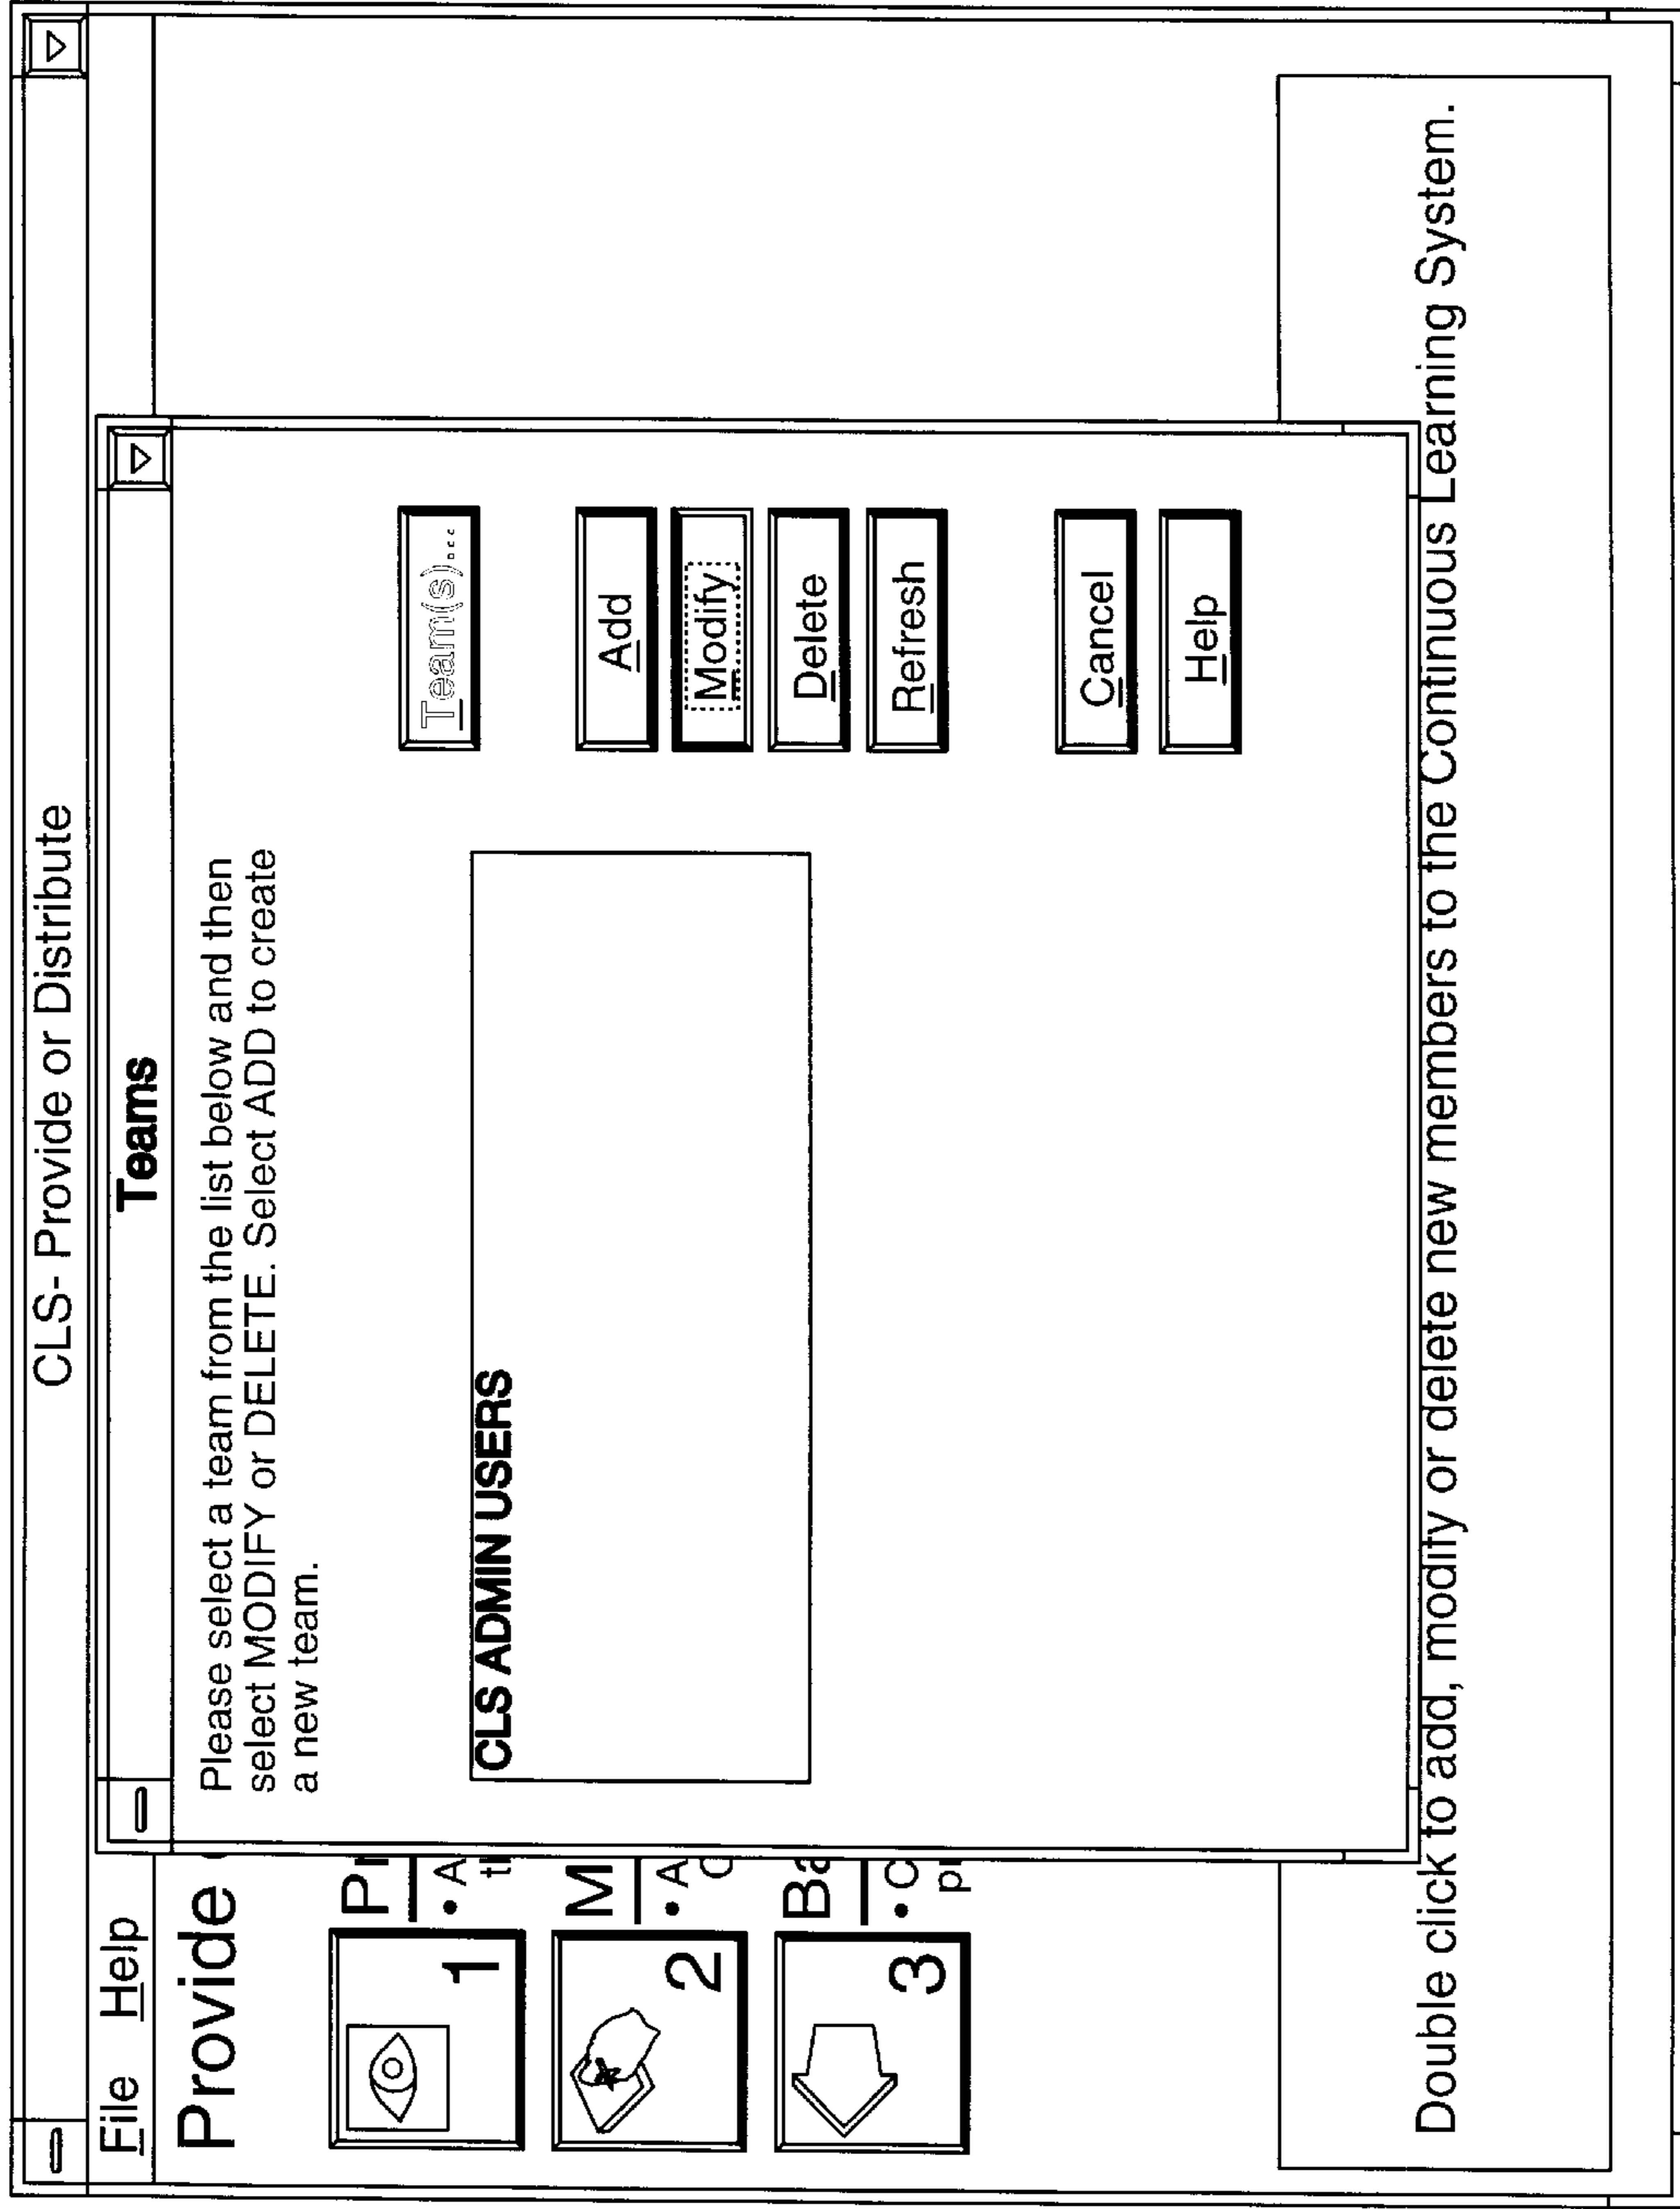 CLS- Provide or Distribute
File Help
Teams
Provide
Please select a team from the list below and then
select MODIFY or DELETE. Select ADD to create
a new team.
Team(s)...
1
CLS ADMIN USERS
Add
2
Modify
Delete
3
Refresh
Cancel
Help
Double click to add, modify or delete new members to the Continuous Learning System.